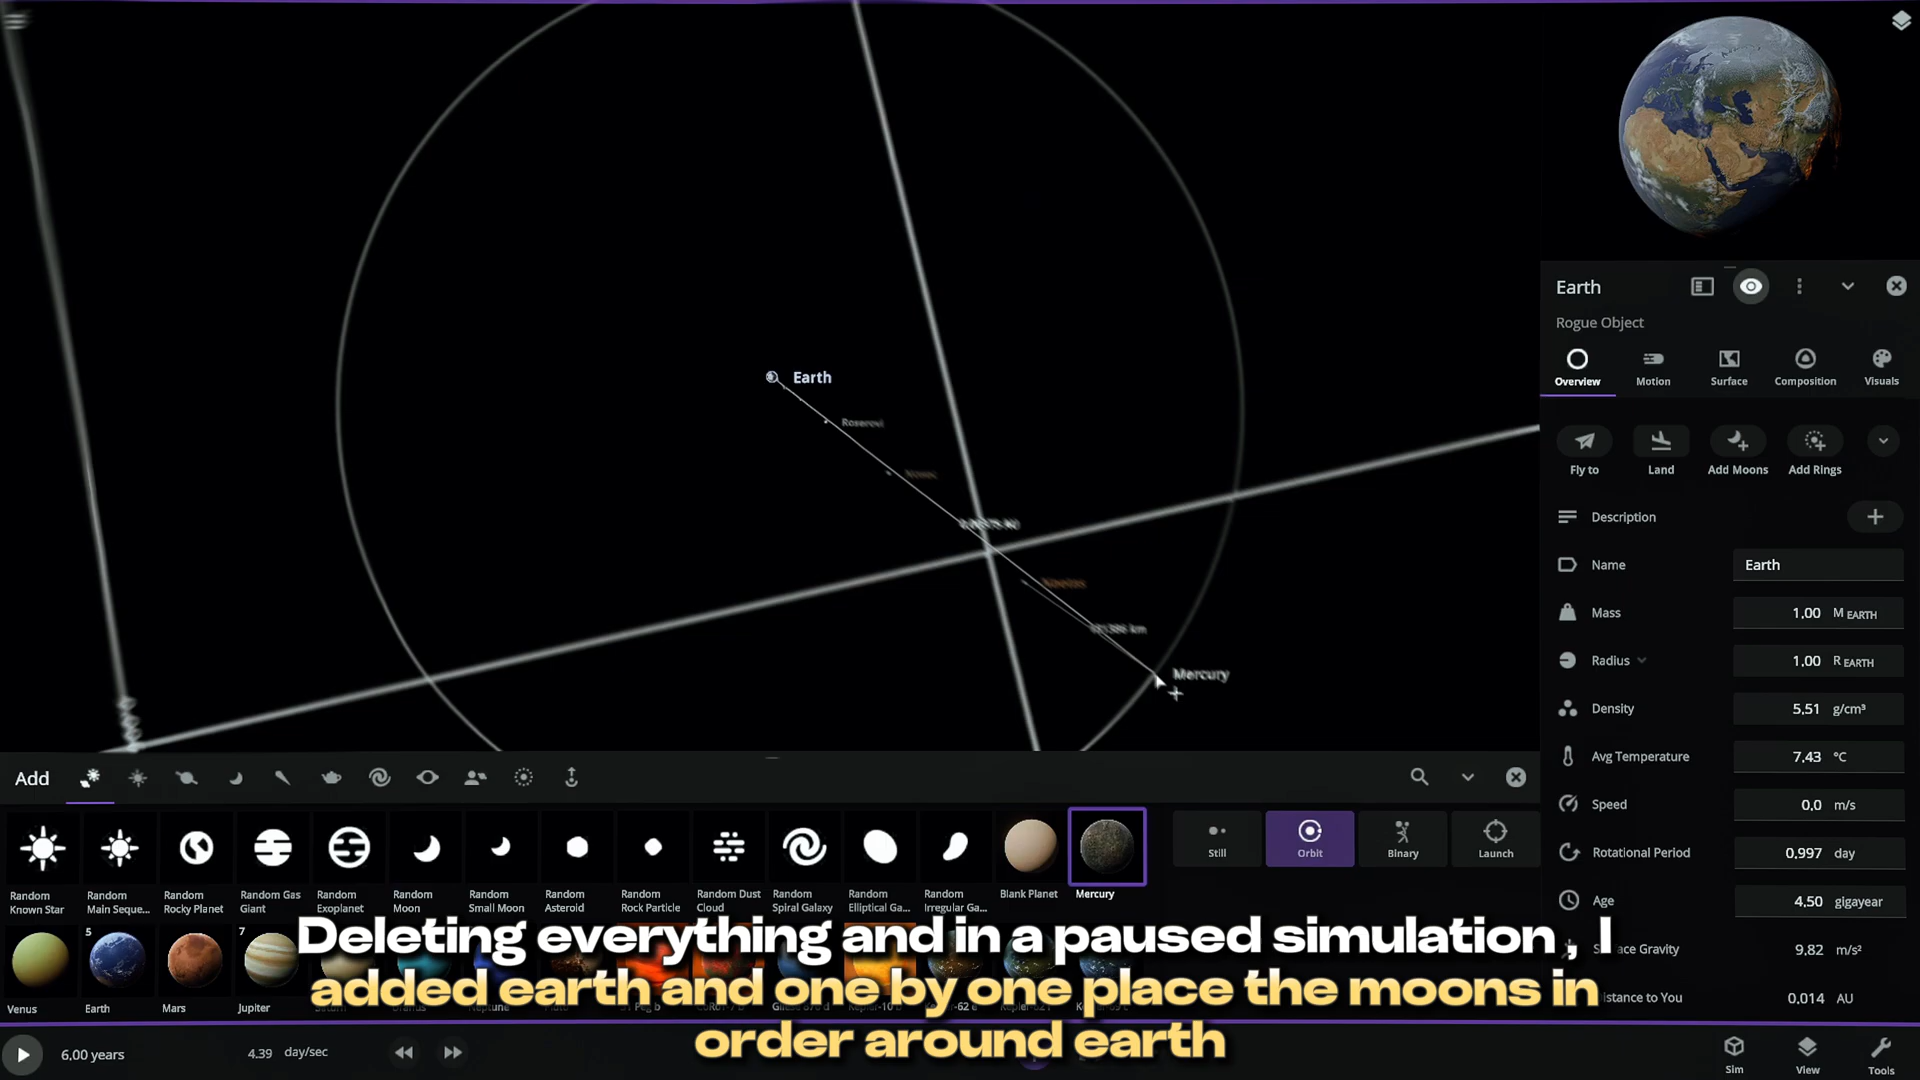 Earth
Roserovi
Mercury
Earth
Rogue Object
Overview
Motion
Surface
Composition
Visuals
Fly to
Land
Add Moons
Add Rings
Description
Name
Earth
Mass
1,00 M EARTH
Radius
1,00 R EARTH
Density
5,51 g/cm³
Avg Temperature
7,43 °C
Speed
0,0 m/s
Rotational Period
0,997 day
Age
4,50 gigayear
9,82 m/s²
0,014 AU
Add
Still
Orbit
Binary
Launch
Random Known Star
Random Main Seque...
Random Rocky Planet
Random Gas Giant
Random Exoplanet
Random Moon
Random Small Moon
Random Asteroid
Random Rock Particle
Random Dust Cloud
Random Spiral Galaxy
Random Elliptical Ga...
Random Irregular Ga...
Blank Planet
Mercury
5
7
Venus
Earth
Mars
Jupiter
Deleting everything and in a paused simulation , I
added earth and one by one place the moons in
order around earth
6,00 years
4.39 day/sec
Sim
View
Tools